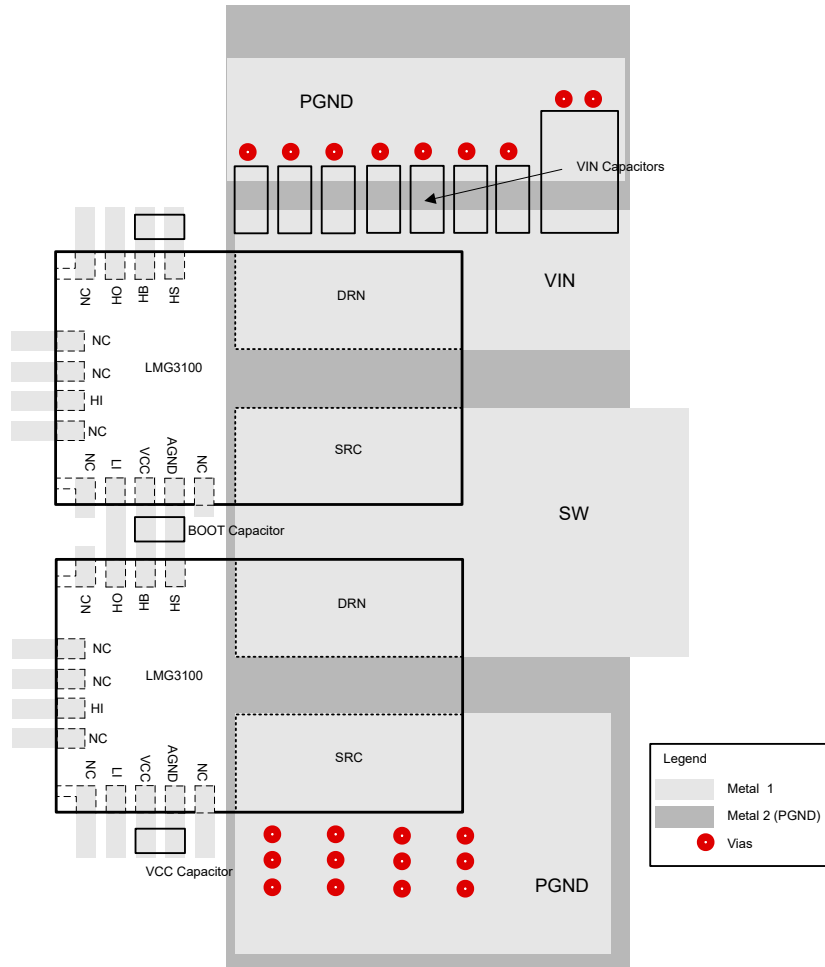 PGND
VIN Capacitors
NC
HO
HB
HS
DRN
VIN
NC
NC
LMG3100
HI
NC
NC
LI
VCC
AGND
NC
SRC
SW
BOOT Capacitor
NC
HO
HB
HS
DRN
NC
NC
LMG3100
HI
NC
NC
LI
VCC
AGND
NC
SRC
Legend
Metal 1
Metal 2 (PGND)
Vias
VCC Capacitor
PGND